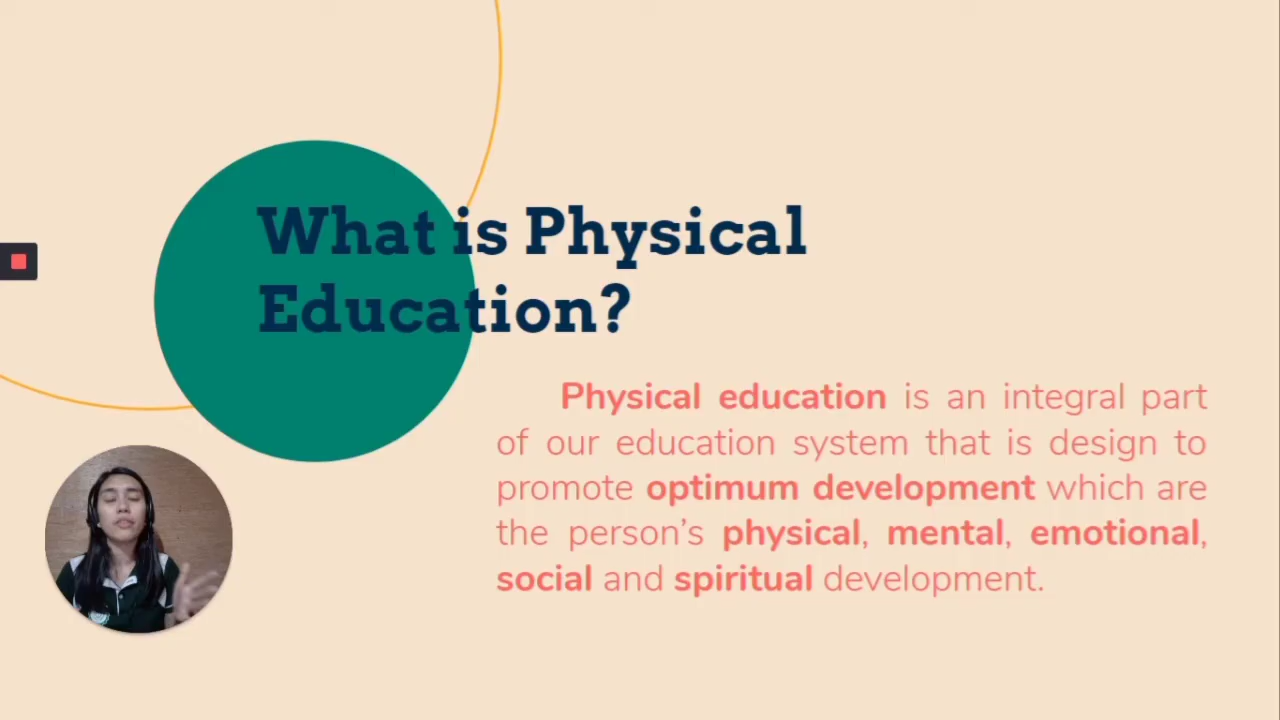 What is Physical
Education?
Physical education is an integral part
of our education system that is design to
promote optimum development which are
the person’s physical, mental, emotional,
social and spiritual development.